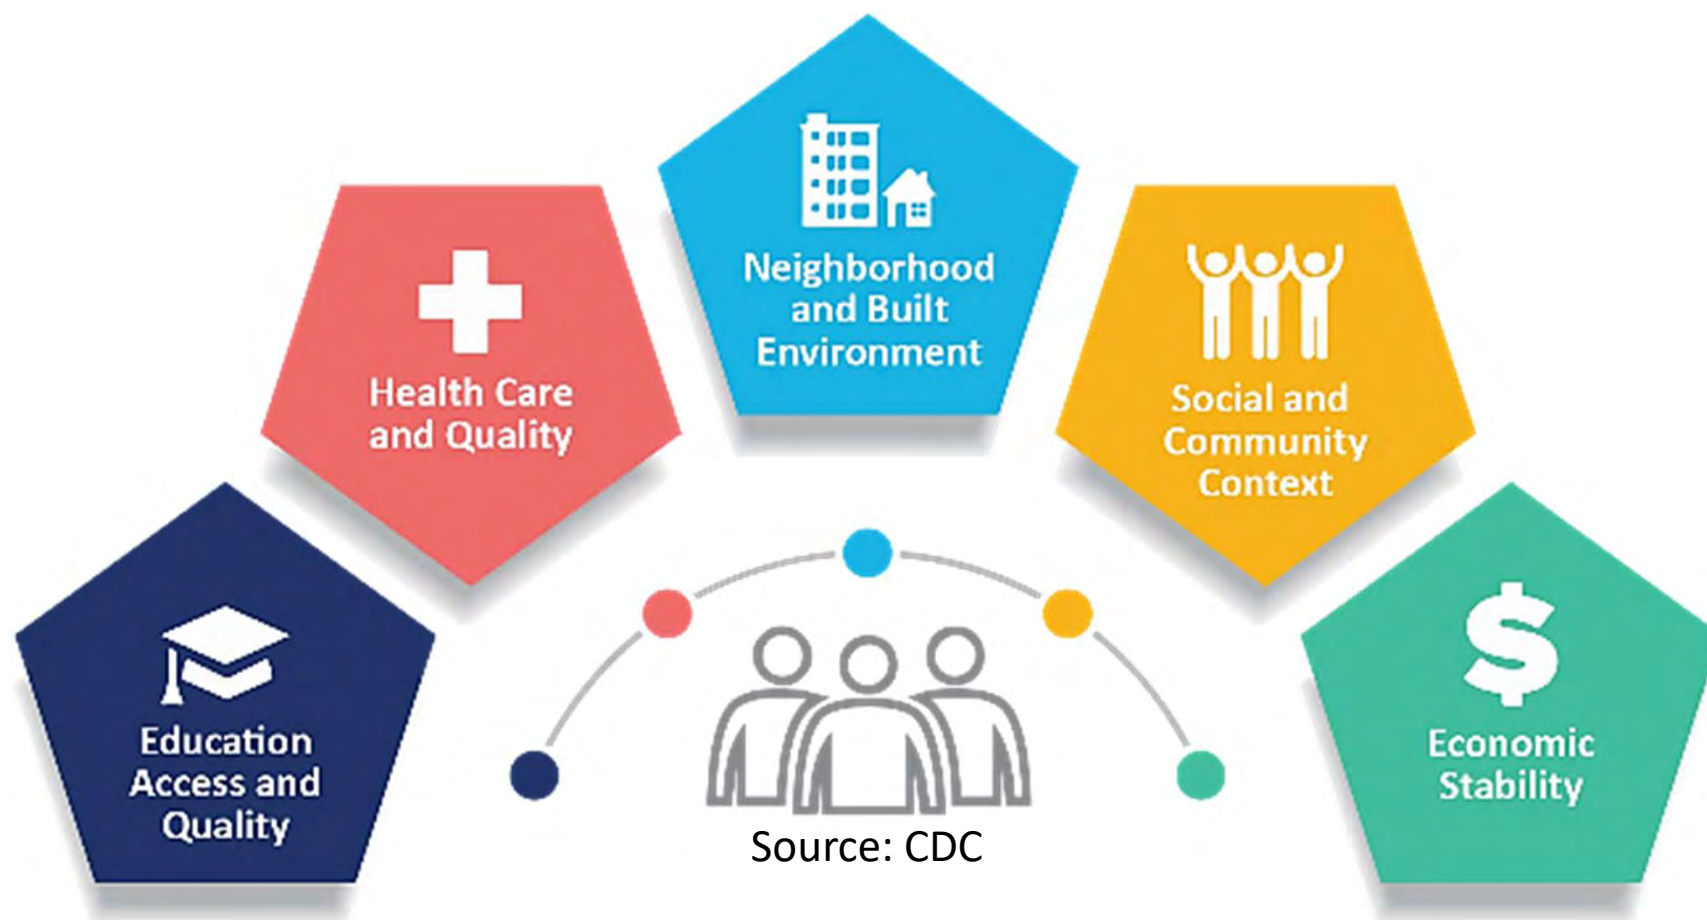 Education
Access and
Quality
Health Care
and Quality
Neighborhood
and Built
Environment
Social and
Community
Context
$
Economic
Stability
Source: CDC